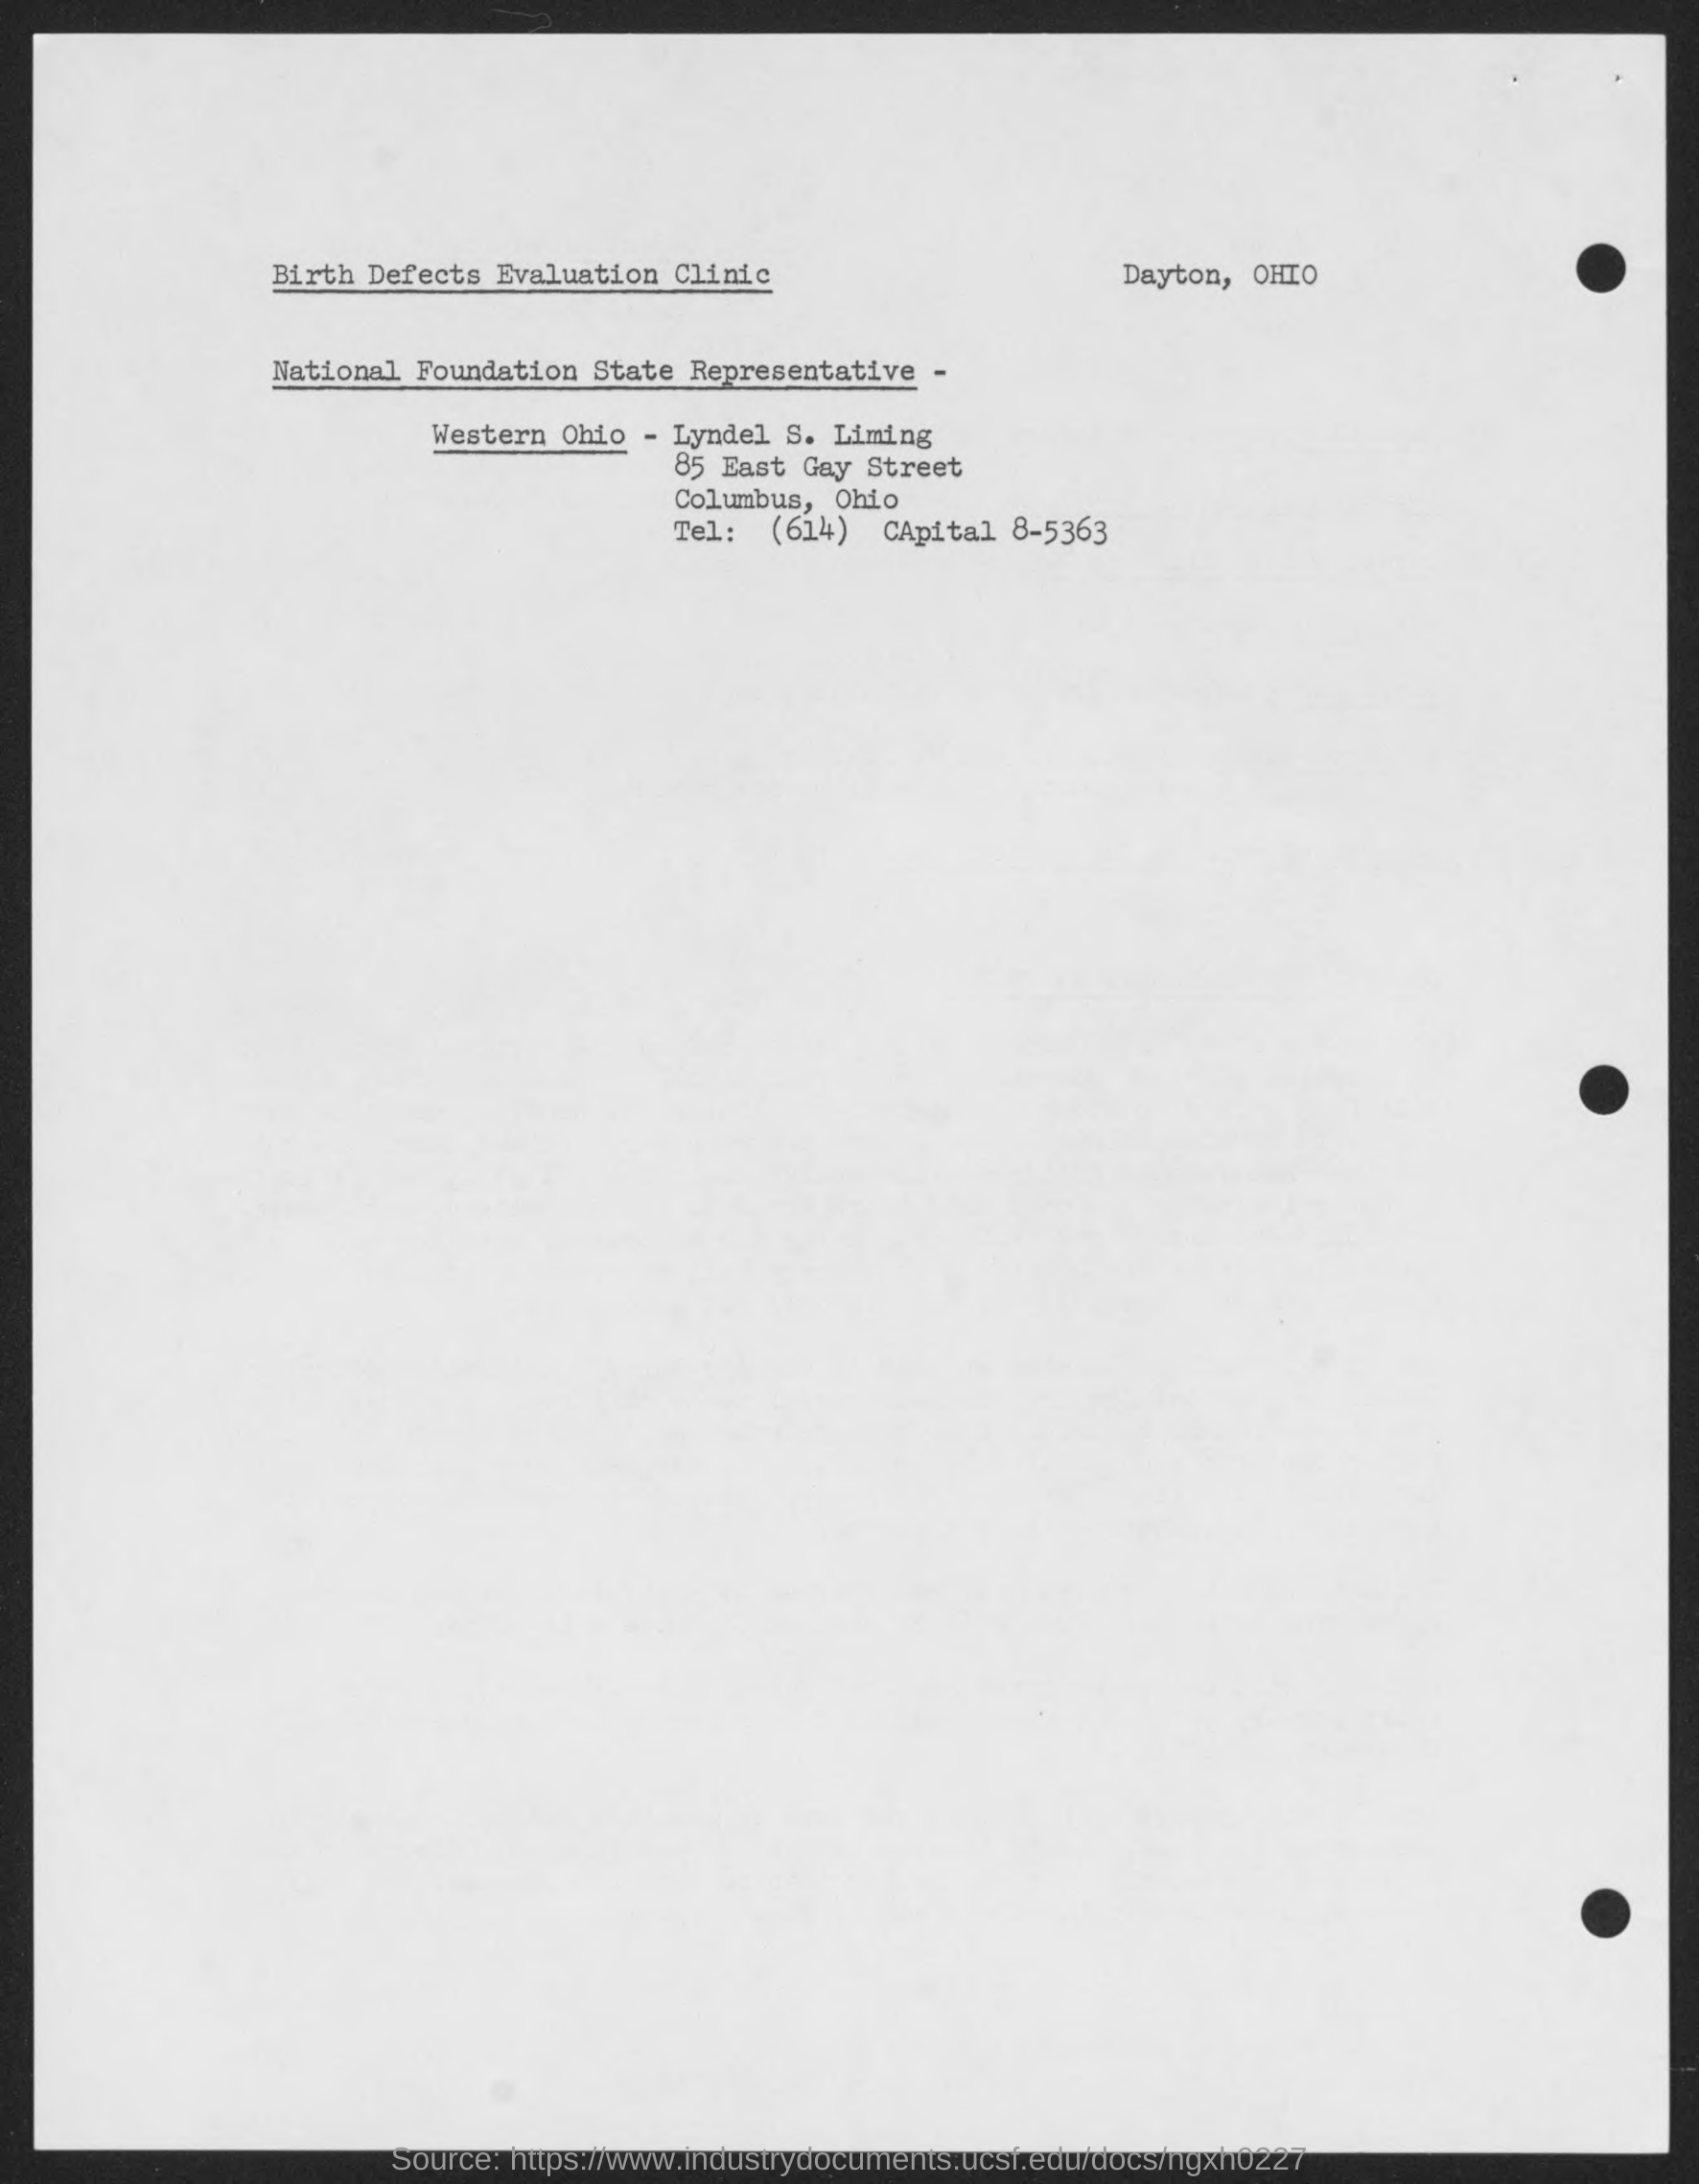 Birth Defects Evaluation Clinic Dayton, OHIO
National Foundation State Representative -
Western Ohio - Lyndel S. Liming
85 East Gay Street
Columbus, Ohio
Tel: (614) CApital 8-5363
Source: https://www.industrydocuments.ucsf.edu/docs/ngxh0227